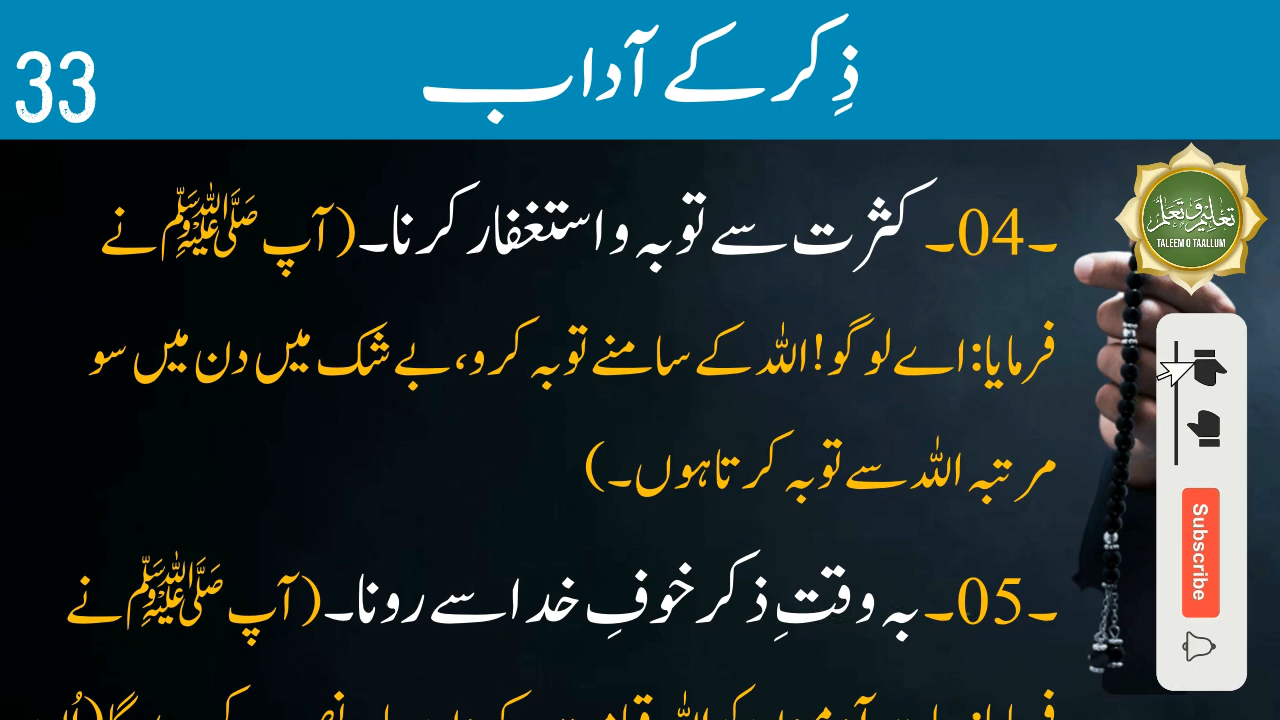 ذِکر کے آداب
33
۔04۔ کثرت سے توبہ و استغفار کرنا۔(آپ ﷺ نے
فرمایا: اے لوگو! اللہ کے سامنے توبہ کرو، بے شک میں دن میں سو
مرتبہ اللہ سے توبہ کرتا ہوں۔)
۔05۔ بہ وقتِ ذکر خوفِ خدا سے رونا۔(آپ ﷺ نے
تعلیم و تعلم
TALEEM O TAALLUM
Subscribe